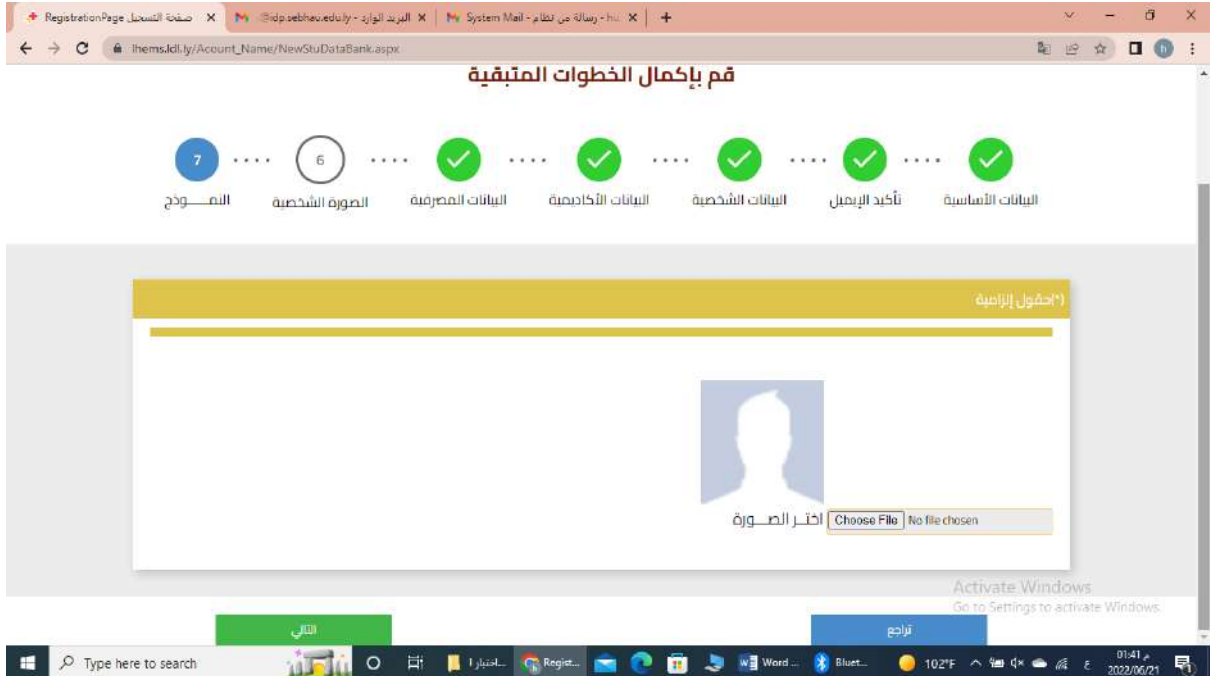 صفحة التسجيل RegistrationPage
البريد الوارد - idp.sebhau.edu.ly@
System Mail - رسالة من نظام - hu
lhems.ldl.ly/Acount_Name/NewStuDataBank.aspx
h
قم بإكمال الخطوات المتبقية
6
7
البيانات الأساسية
تأكيد الإيميل
البيانات الشخصية
البيانات الأكاديمية
البيانات المصرفية
الصورة الشخصية
النمـــــوذج
(*)حقول إلزامية
اختــر الصـــورة Choose File No file chosen
Activate Windows
Go to Settings to activate Windows.
تراجع
التالي
Type here to search
اختبار ا...
Regist...
Word ...
Bluet...
102°F
ع
01:41 م
2022/06/21